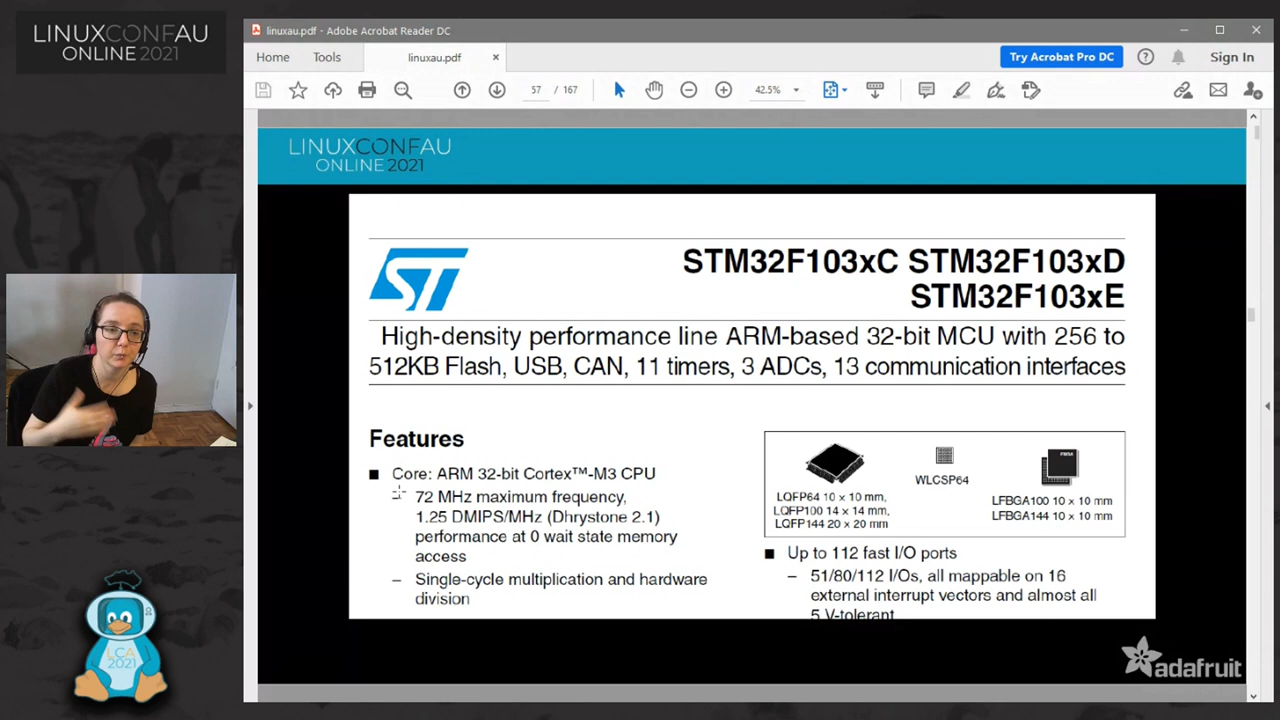 LINUXCONFAU
ONLINE 2021
linuxau.pdf - Adobe Acrobat Reader DC
Home
Tools
linuxau.pdf
×
Try Acrobat Pro DC
Sign In
57 / 167
42.5%
LINUXCONFAU
ONLINE 2021
ST
STM32F103xC STM32F103xD
STM32F103xE
High-density performance line ARM-based 32-bit MCU with 256 to
512KB Flash, USB, CAN, 11 timers, 3 ADCs, 13 communication interfaces
Features
■ Core: ARM 32-bit Cortex™-M3 CPU
– 72 MHz maximum frequency,
1.25 DMIPS/MHz (Dhrystone 2.1)
performance at 0 wait state memory
access
– Single-cycle multiplication and hardware
division
LQFP64 10 × 10 mm,
LQFP100 14 × 14 mm,
LQFP144 20 × 20 mm
WLCSP64
FBGA
LFBGA100 10 × 10 mm
LFBGA144 10 × 10 mm
■ Up to 112 fast I/O ports
– 51/80/112 I/Os, all mappable on 16
external interrupt vectors and almost all
5 V-tolerant
adafruit
LCA
2021